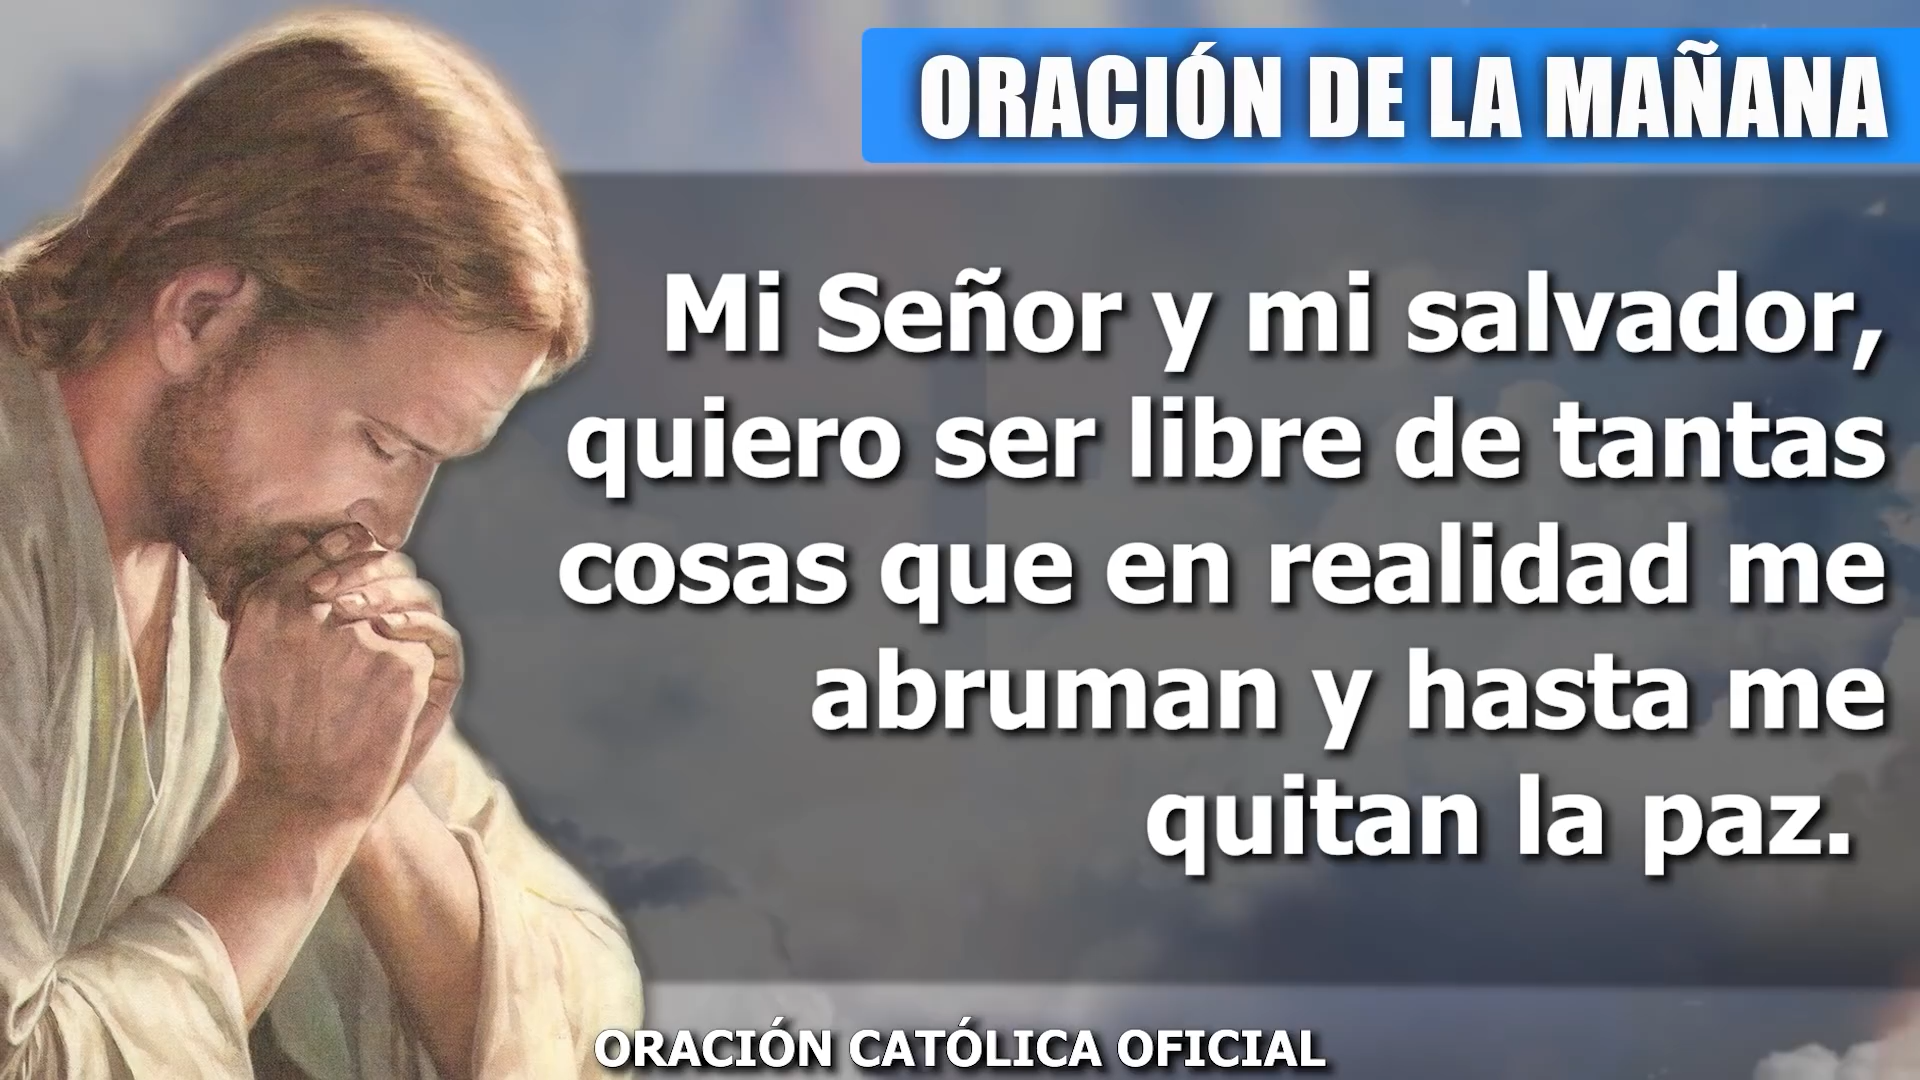 ORACIÓN DE LA MAÑANA
Mi Señor y mi salvador,
quiero ser libre de tantas
cosas que en realidad me
abruman y hasta me
quitan la paz.
ORACIÓN CATÓLICA OFICIAL